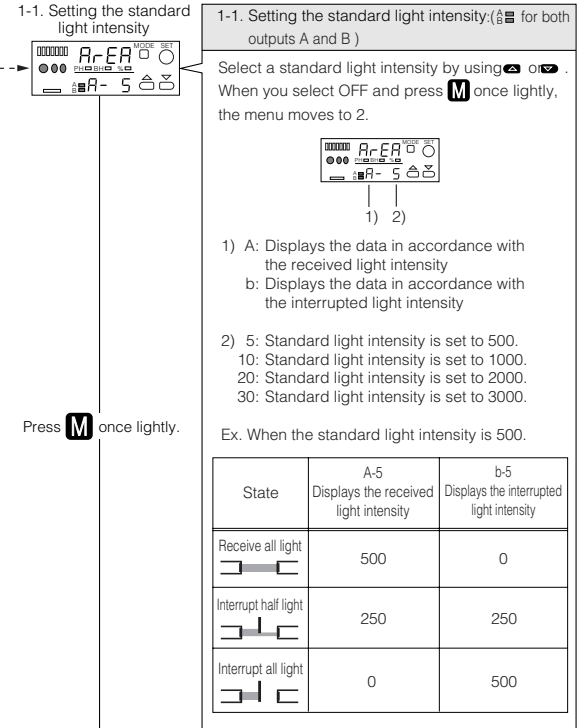 1-1. Setting the standard
light intensity
MODE SET
ArEA
PH BH %
A
B
A- 5
Press M once lightly.
1-1. Setting the standard light intensity:(A B for both
outputs A and B )
Select a standard light intensity by using or .
When you select OFF and press M once lightly,
the menu moves to 2.
MODE SET
ArEA
PH BH %
A
B
A- 5
1) 2)
1) A: Displays the data in accordance with
the received light intensity
b: Displays the data in accordance with
the interrupted light intensity
2) 5: Standard light intensity is set to 500.
10: Standard light intensity is set to 1000.
20: Standard light intensity is set to 2000.
30: Standard light intensity is set to 3000.
Ex. When the standard light intensity is 500.
State
A-5
Displays the received
light intensity
b-5
Displays the interrupted
light intensity
Receive all light
500
0
Interrupt half light
250
250
Interrupt all light
0
500